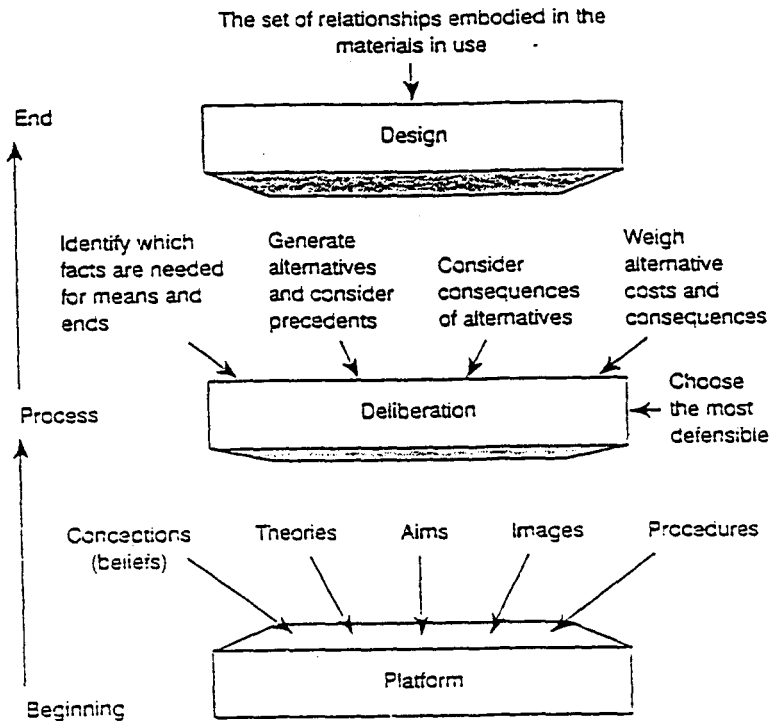 The set of relationships embodied in the
materials in use
End
Design
Identify which
facts are needed
for means and
ends
Generate
alternatives
and consider
precedents
Consider
consequences
of alternatives
Weigh
alternative
costs and
consequences
Process
Deliberation
Choose
the most
defensible
Conceptions
(beliefs)
Theories
Aims
Images
Procedures
Platform
Beginning